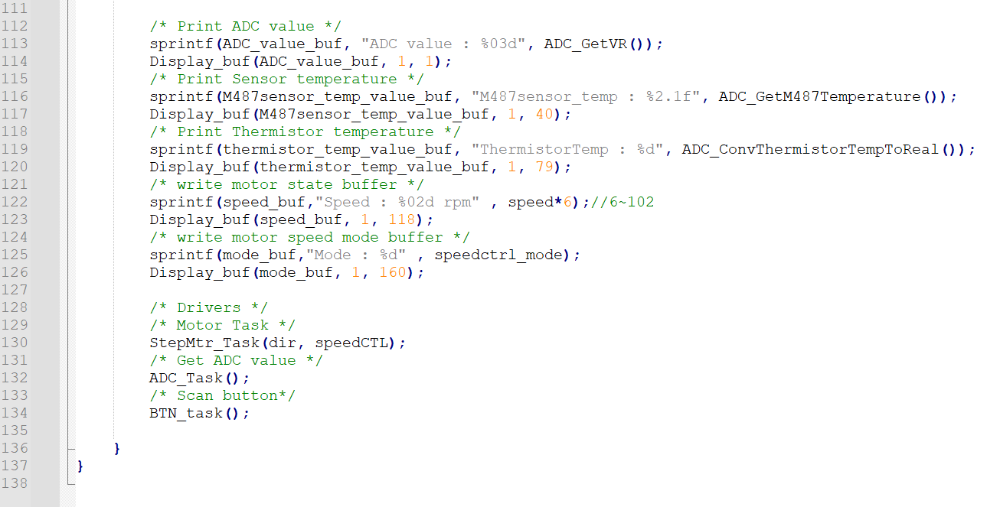 111
112 /* Print ADC value */
113 sprintf(ADC_value_buf, "ADC value : %03d", ADC_GetVR());
114 Display_buf(ADC_value_buf, 1, 1);
115 /* Print Sensor temperature */
116 sprintf(M487sensor_temp_value_buf, "M487sensor_temp : %2.1f", ADC_GetM487Temperature());
117 Display_buf(M487sensor_temp_value_buf, 1, 40);
118 /* Print Thermistor temperature */
119 sprintf(thermistor_temp_value_buf, "ThermistorTemp : %d", ADC_ConvThermistorTempToReal());
120 Display_buf(thermistor_temp_value_buf, 1, 79);
121 /* write motor state buffer */
122 sprintf(speed_buf,"Speed : %02d rpm" , speed*6);//6~102
123 Display_buf(speed_buf, 1, 118);
124 /* write motor speed mode buffer */
125 sprintf(mode_buf,"Mode : %d" , speedctrl_mode);
126 Display_buf(mode_buf, 1, 160);
127
128 /* Drivers */
129 /* Motor Task */
130 StepMtr_Task(dir, speedCTL);
131 /* Get ADC value */
132 ADC_Task();
133 /* Scan button*/
134 BTN_task();
135
136 }
137 }
138